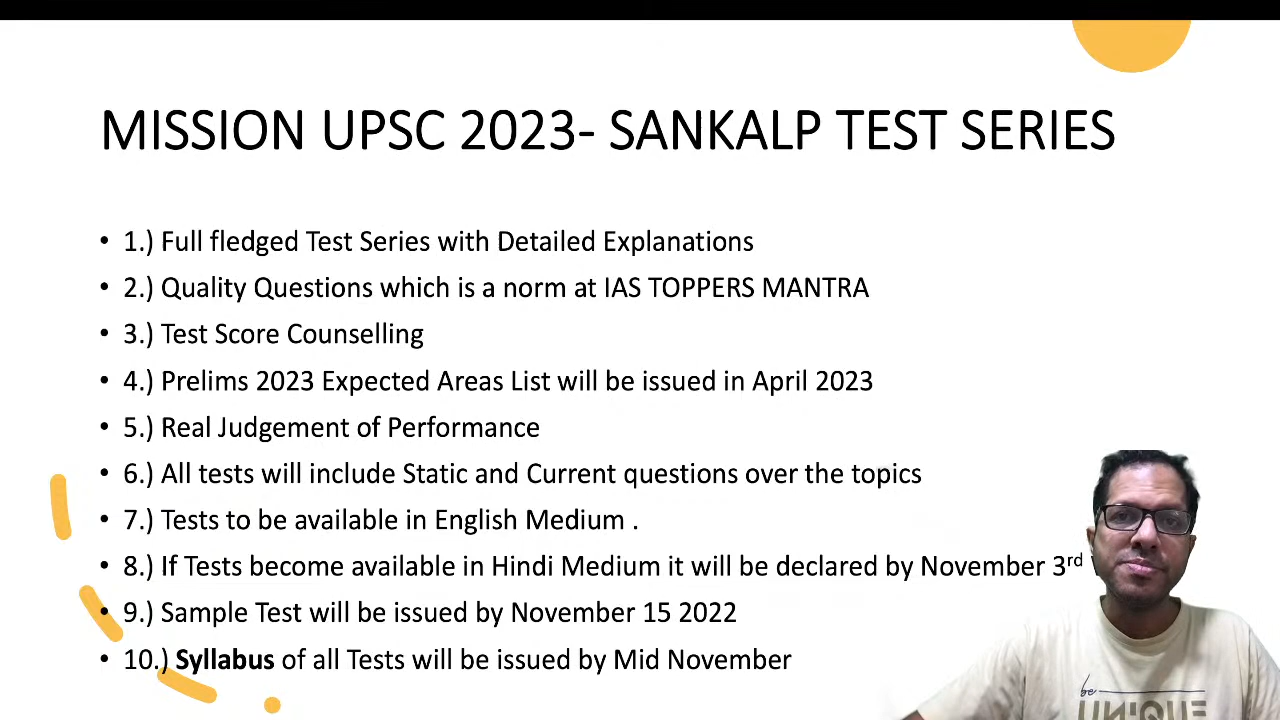 MISSION UPSC 2023- SANKALP TEST SERIES
• 1.) Full fledged Test Series with Detailed Explanations
• 2.) Quality Questions which is a norm at IAS TOPPERS MANTRA
• 3.) Test Score Counselling
• 4.) Prelims 2023 Expected Areas List will be issued in April 2023
• 5.) Real Judgement of Performance
• 6.) All tests will include Static and Current questions over the topics
• 7.) Tests to be available in English Medium .
• 8.) If Tests become available in Hindi Medium it will be declared by November 3rd
• 9.) Sample Test will be issued by November 15 2022
• 10.) Syllabus of all Tests will be issued by Mid November
be
UNIQUE